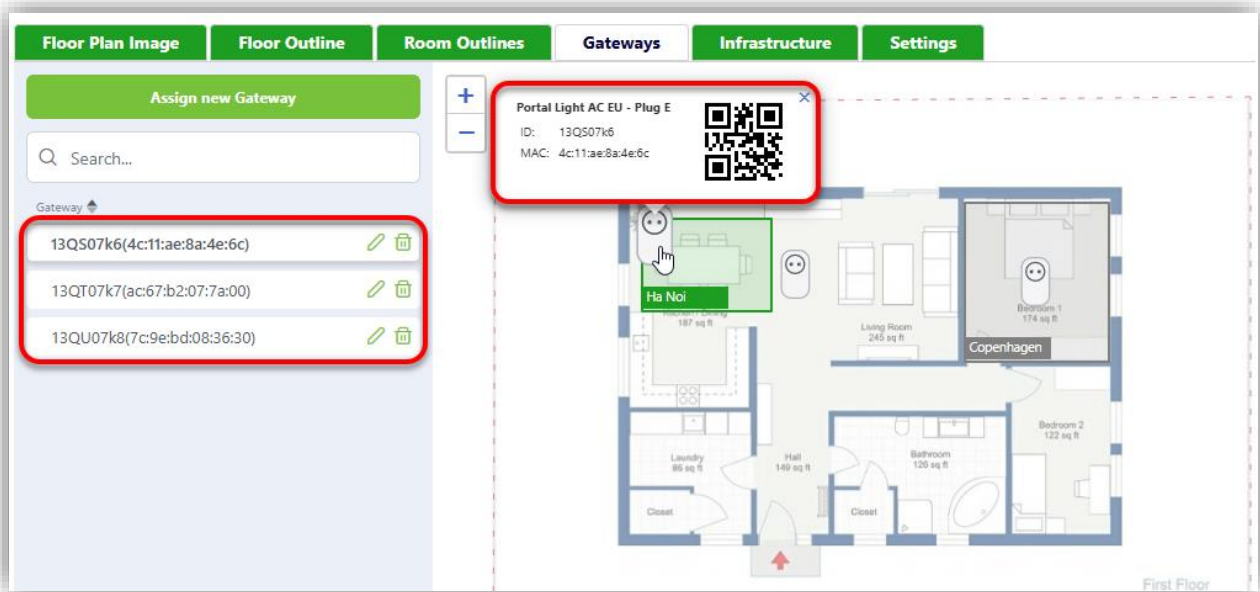 Floor Plan Image
Floor Outline
Room Outlines
Gateways
Infrastructure
Settings
Assign new Gateway
Search...
Gateway
13QS07k6(4c:11:ae:8a:4e:6c)
13QT07k7(ac:67:b2:07:7a:00)
13QU07k8(7c:9e:bd:08:36:30)
+
−
Portal Light AC EU - Plug E
ID: 13QS07k6
MAC: 4c:11:ae:8a:4e:6c
Ha Noi
Kitchen / Dining
187 sq ft
Living Room
245 sq ft
Bedroom 1
174 sq ft
Copenhagen
Bedroom 2
122 sq ft
Laundry
86 sq ft
Hall
149 sq ft
Bathroom
126 sq ft
Closet
Closet
First Floor